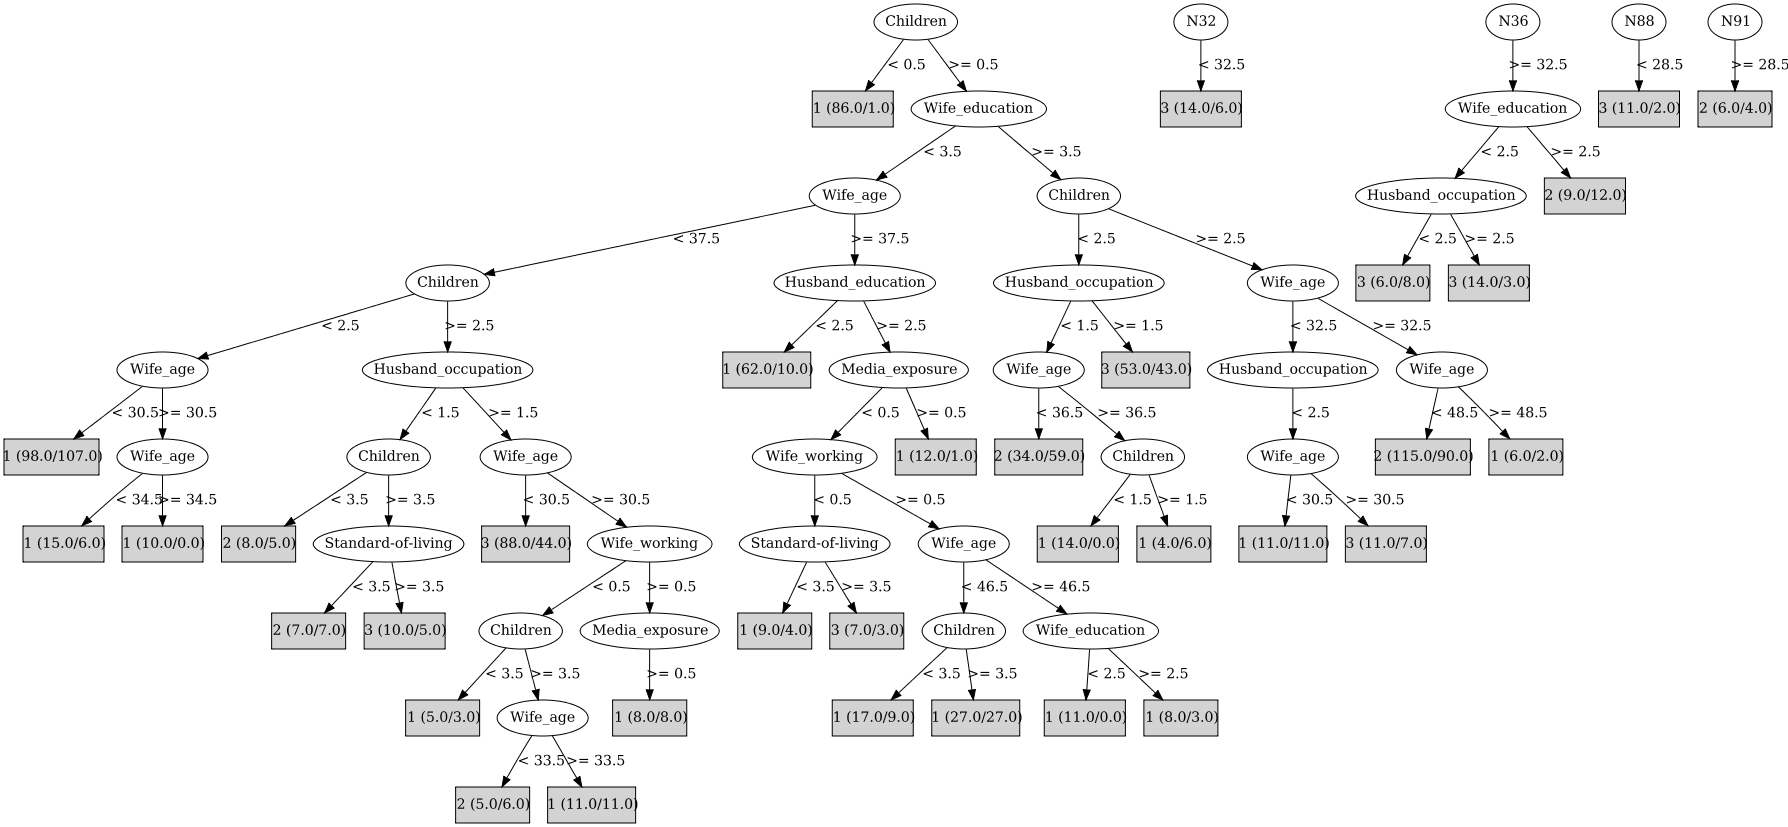 Children
N32
N36
N88
N91
< 0.5
>= 0.5
< 32.5
>= 32.5
< 28.5
>= 28.5
1 (86.0/1.0)
Wife_education
3 (14.0/6.0)
Wife_education
3 (11.0/2.0)
2 (6.0/4.0)
< 3.5
>= 3.5
< 2.5
>= 2.5
Wife_age
Children
Husband_occupation
2 (9.0/12.0)
< 37.5
>= 37.5
< 2.5
>= 2.5
< 2.5
>= 2.5
Children
Husband_education
Husband_occupation
Wife_age
3 (6.0/8.0)
3 (14.0/3.0)
< 2.5
>= 2.5
< 2.5
>= 2.5
< 1.5
>= 1.5
< 32.5
>= 32.5
Wife_age
Husband_occupation
1 (62.0/10.0)
Media_exposure
Wife_age
3 (53.0/43.0)
Husband_occupation
Wife_age
< 30.5
>= 30.5
< 1.5
>= 1.5
< 0.5
>= 0.5
< 36.5
>= 36.5
< 2.5
< 48.5
>= 48.5
1 (98.0/107.0)
Wife_age
Children
Wife_age
Wife_working
1 (12.0/1.0)
2 (34.0/59.0)
Children
Wife_age
2 (115.0/90.0)
1 (6.0/2.0)
< 34.5
>= 34.5
< 3.5
>= 3.5
< 30.5
>= 30.5
< 0.5
>= 0.5
< 1.5
>= 1.5
< 30.5
>= 30.5
1 (15.0/6.0)
1 (10.0/0.0)
2 (8.0/5.0)
Standard-of-living
3 (88.0/44.0)
Wife_working
Standard-of-living
Wife_age
1 (14.0/0.0)
1 (4.0/6.0)
1 (11.0/11.0)
3 (11.0/7.0)
< 3.5
>= 3.5
< 0.5
>= 0.5
< 3.5
>= 3.5
< 46.5
>= 46.5
2 (7.0/7.0)
3 (10.0/5.0)
Children
Media_exposure
1 (9.0/4.0)
3 (7.0/3.0)
Children
Wife_education
< 3.5
>= 3.5
>= 0.5
< 3.5
>= 3.5
< 2.5
>= 2.5
1 (5.0/3.0)
Wife_age
1 (8.0/8.0)
1 (17.0/9.0)
1 (27.0/27.0)
1 (11.0/0.0)
1 (8.0/3.0)
< 33.5
>= 33.5
2 (5.0/6.0)
1 (11.0/11.0)